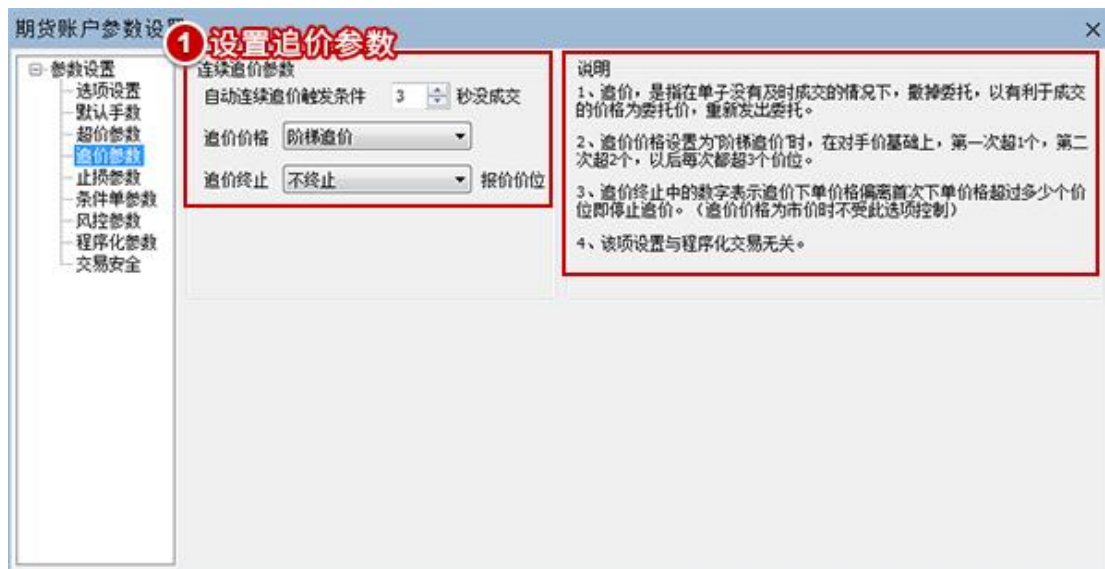 期货账户参数设
1 设置追价参数
参数设置
选项设置
默认手数
超价参数
追价参数
止损参数
条件单参数
风控参数
程序化参数
交易安全
连续追价参数
自动连续追价触发条件 3 秒没成交
追价价格 阶梯追价
追价终止 不终止 报价价位
说明
1、追价，是指在单子没有及时成交的情况下，撤掉委托，以有利于成交
的价格为委托价，重新发出委托。
2、追价价格设置为"阶梯追价"时，在对手价基础上，第一次超1个，第二
次超2个，以后每次都超3个价位。
3、追价终止中的数字表示追价下单价格偏离首次下单价格超过多少个价
位即停止追价。（追价价格为市价时不受此选项控制）
4、该项设置与程序化交易无关。